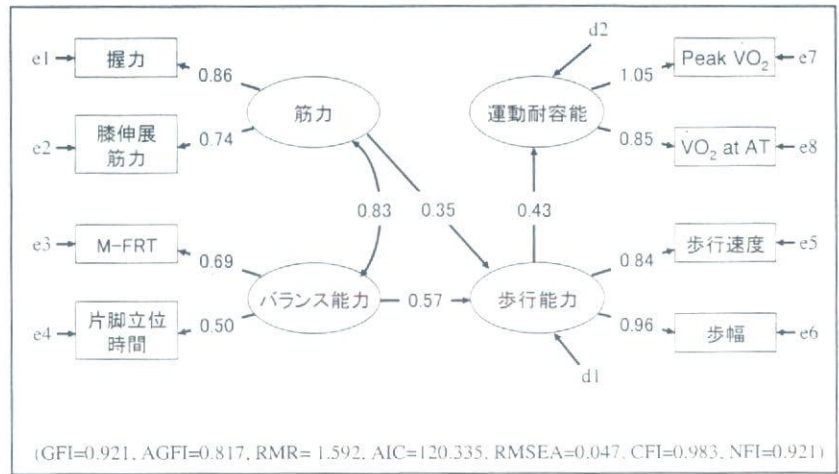 e1
握力
0.86
e2
膝伸展
筋力
0.74
筋力
d2
運動耐容能
1.05
Peak VO2
e7
0.85
VO2 at AT
e8
0.83
0.35
0.43
e3
M-FRT
0.69
e4
片脚立位
時間
0.50
バランス能力
0.57
歩行能力
0.84
歩行速度
e5
0.96
歩幅
e6
d1
(GFI=0.921, AGFI=0.817, RMR= 1.592, AIC=120.335, RMSEA=0.047, CFI=0.983, NFI=0.921)